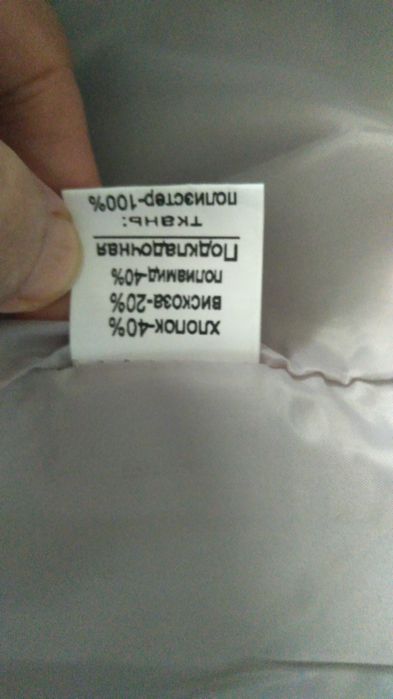 ХЛОПОК-40%
ВИСКОЗА-20%
ПОЛИАМИД-40%
Подкладочная
ткань:
ПОЛИЭСТЕР-100%